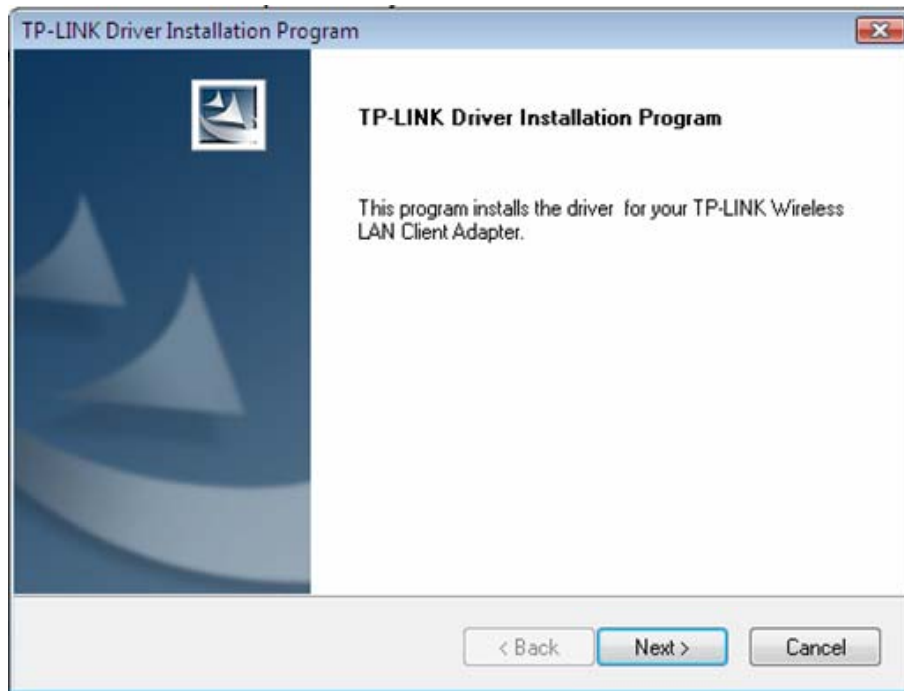 TP-LINK Driver Installation Program
TP-LINK Driver Installation Program
This program installs the driver for your TP-LINK Wireless
LAN Client Adapter.
< Back
Next >
Cancel